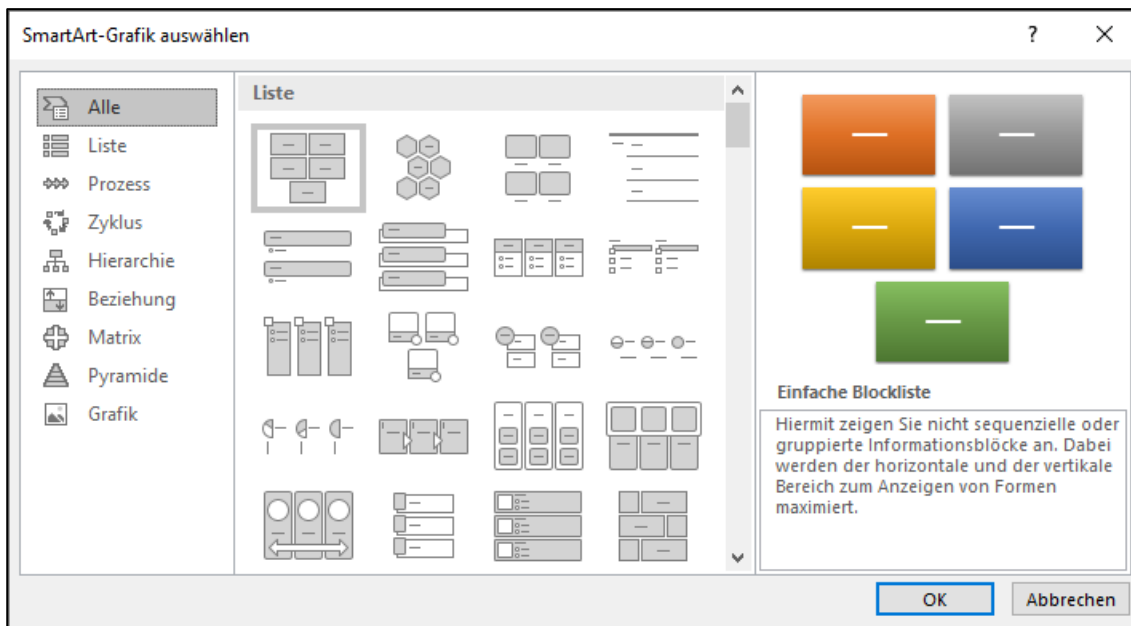 SmartArt-Grafik auswählen
?
Alle
Liste
Prozess
Zyklus
Hierarchie
Beziehung
Matrix
Pyramide
Grafik
Liste
Einfache Blockliste
Hiermit zeigen Sie nicht sequenzielle oder
gruppierte Informationsblöcke an. Dabei
werden der horizontale und der vertikale
Bereich zum Anzeigen von Formen
maximiert.
OK
Abbrechen